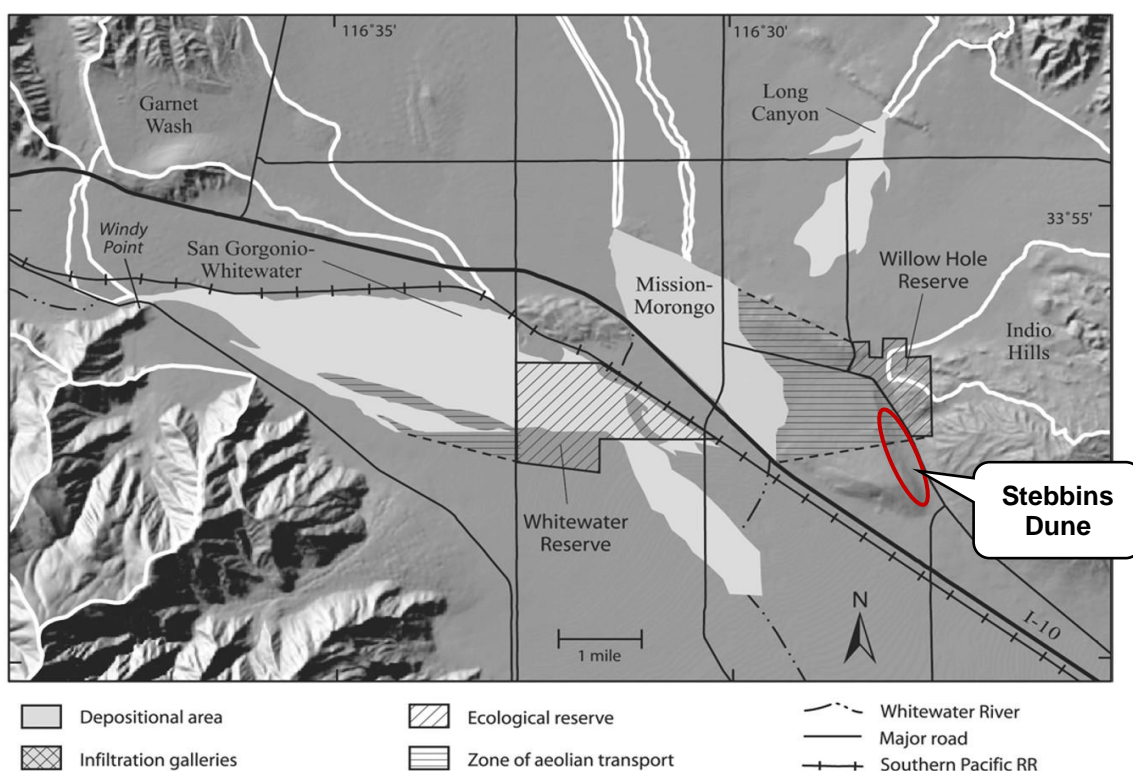 116°35'
116°30'
Garnet
Wash
Long
Canyon
33°55'
Windy
Point
San Gorgonio-
Whitewater
Mission-
Morongo
Willow Hole
Reserve
Indio
Hills
Stebbins
Dune
Whitewater
Reserve
N
1 mile
I-10
Depositional area
Ecological reserve
Whitewater River
Major road
Infiltration galleries
Zone of aeolian transport
Southern Pacific RR